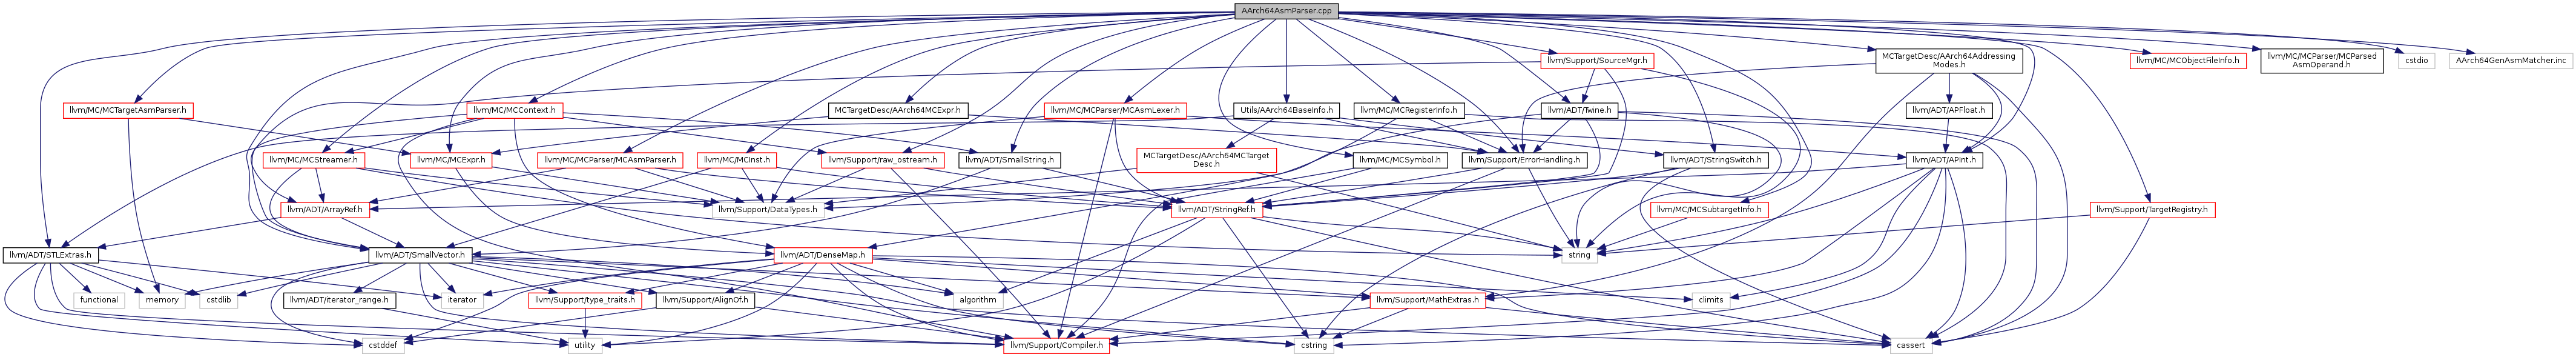 AArch64AsmParser.cpp
llvm/Support/SourceMgr.h
MCTargetDesc/AArch64Addressing
Modes.h
llvm/MC/MCObjectFileInfo.h
llvm/MC/MCParser/MCParsed
AsmOperand.h
cstdio
AArch64GenAsmMatcher.inc
llvm/MC/MCTargetAsmParser.h
llvm/MC/MCContext.h
MCTargetDesc/AArch64MCExpr.h
llvm/MC/MCParser/MCAsmLexer.h
Utils/AArch64BaseInfo.h
llvm/MC/MCRegisterInfo.h
llvm/ADT/Twine.h
llvm/ADT/APFloat.h
llvm/MC/MCStreamer.h
llvm/MC/MCExpr.h
llvm/MC/MCParser/MCAsmParser.h
llvm/MC/MCInst.h
llvm/Support/raw_ostream.h
llvm/ADT/SmallString.h
MCTargetDesc/AArch64MCTarget
Desc.h
llvm/MC/MCSymbol.h
llvm/Support/ErrorHandling.h
llvm/ADT/StringSwitch.h
llvm/ADT/APInt.h
llvm/ADT/ArrayRef.h
llvm/Support/DataTypes.h
llvm/ADT/StringRef.h
llvm/MC/MCSubtargetInfo.h
llvm/Support/TargetRegistry.h
llvm/ADT/STLExtras.h
llvm/ADT/SmallVector.h
llvm/ADT/DenseMap.h
string
functional
memory
cstdlib
llvm/ADT/iterator_range.h
iterator
llvm/Support/type_traits.h
llvm/Support/AlignOf.h
algorithm
llvm/Support/MathExtras.h
climits
cstddef
utility
llvm/Support/Compiler.h
cstring
cassert